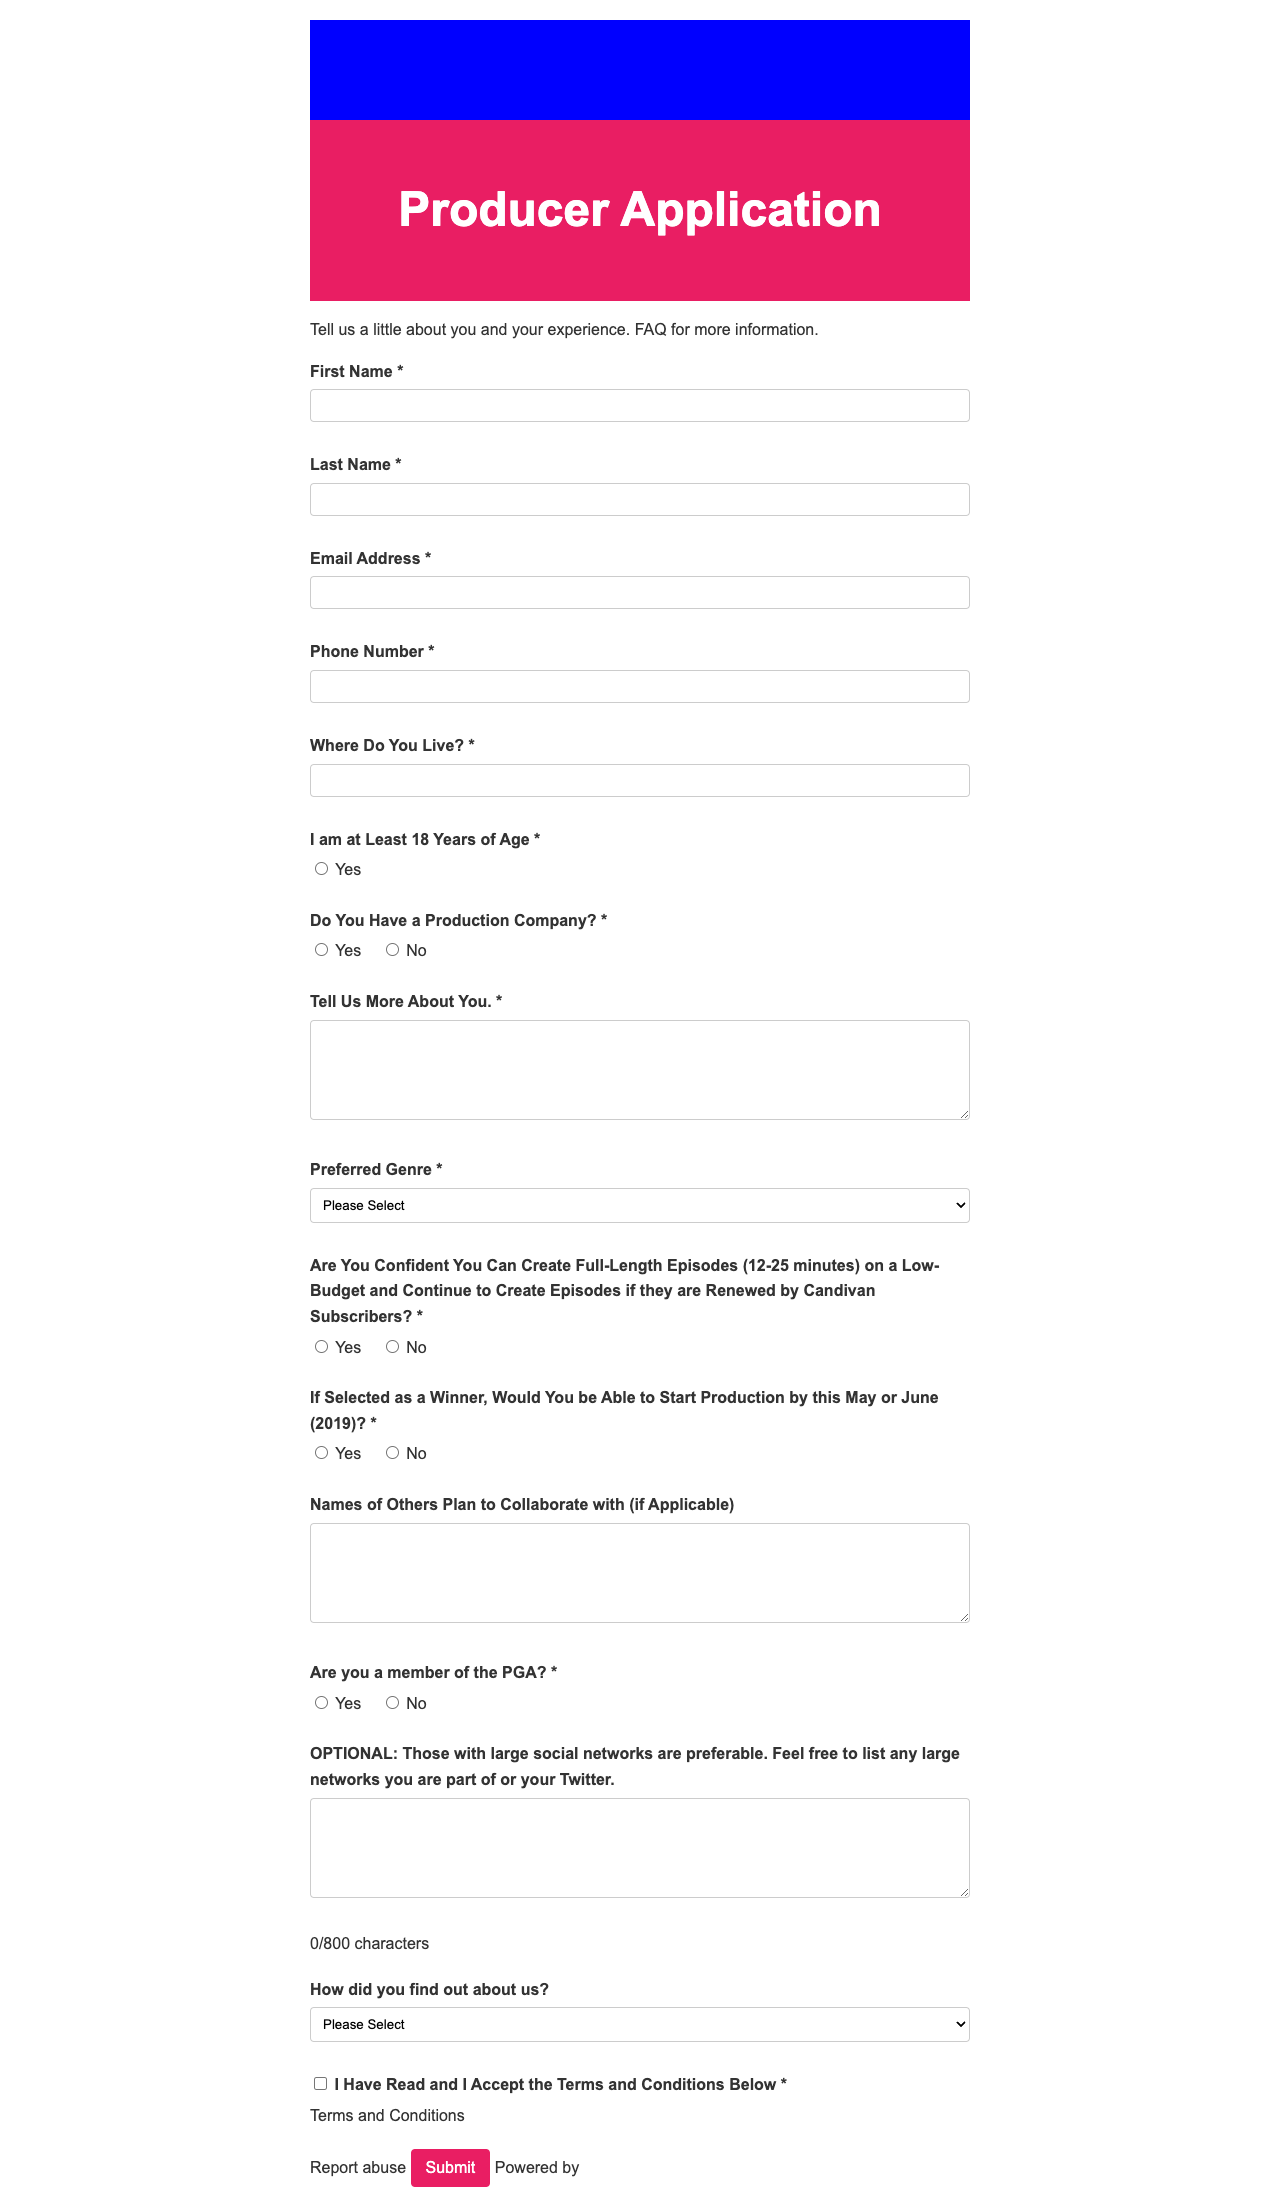 Producer Application
Tell us a little about you and your experience. FAQ for more information.
First Name *
Last Name *
Email Address *
Phone Number *
Where Do You Live? *
I am at Least 18 Years of Age *
Yes
Do You Have a Production Company? *
Yes No
Tell Us More About You. *
Preferred Genre *
Please Select
Are You Confident You Can Create Full-Length Episodes (12-25 minutes) on a Low-
Budget and Continue to Create Episodes if they are Renewed by Candivan
Subscribers? *
Yes No
If Selected as a Winner, Would You be Able to Start Production by this May or June
(2019)? *
Yes No
Names of Others Plan to Collaborate with (if Applicable)
Are you a member of the PGA? *
Yes No
OPTIONAL: Those with large social networks are preferable. Feel free to list any large
networks you are part of or your Twitter.
0/800 characters
How did you find out about us?
Please Select
I Have Read and I Accept the Terms and Conditions Below *
Terms and Conditions
Report abuse Submit Powered by